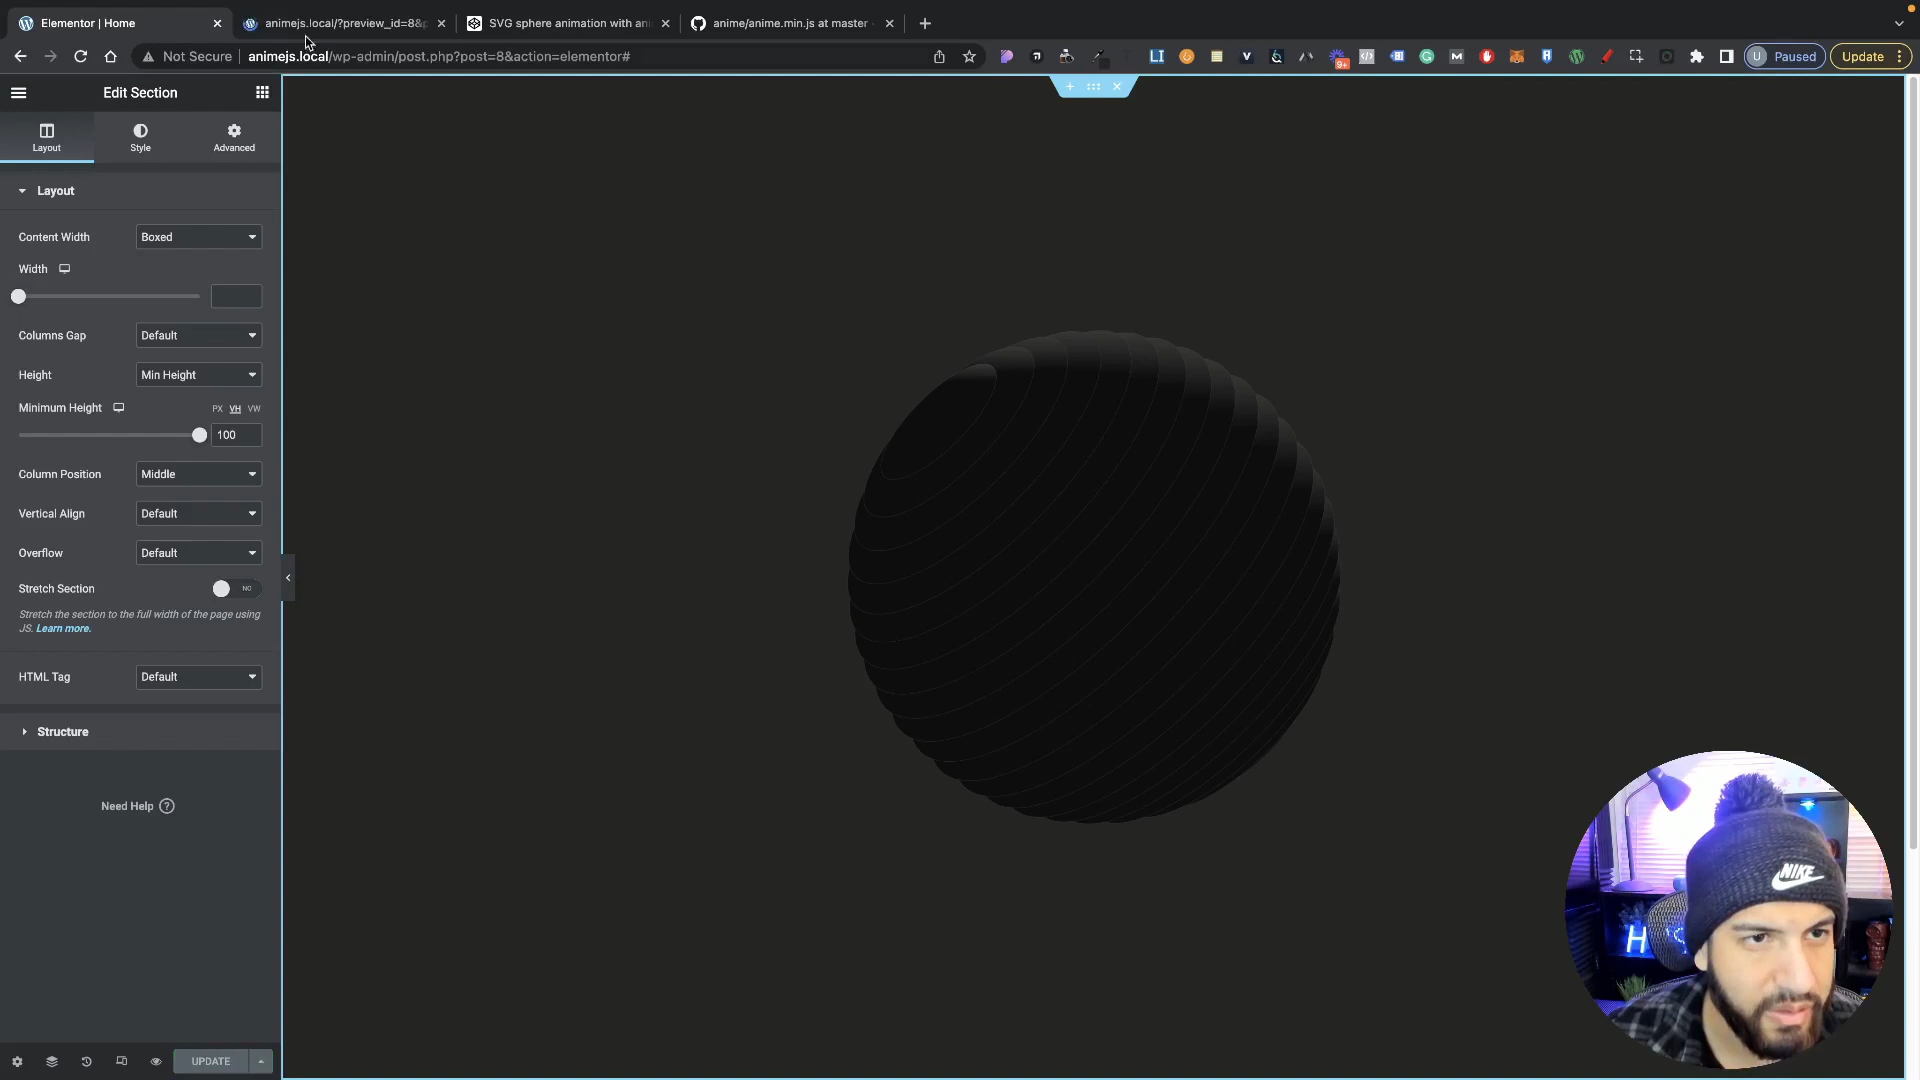 Elementor | Home
animejs.local/?preview_id=8&p
SVG sphere animation with ani
anime/anime.min.js at master
Not Secure
animejs.local/wp-admin/post.php?post=8&action=elementor#
9+
U Paused
Update
Edit Section
Layout
Style
Advanced
Layout
Content Width
Boxed
Width
Columns Gap
Default
Height
Min Height
Minimum Height
PX VH VW
100
Column Position
Middle
Vertical Align
Default
Overflow
Default
Stretch Section
NO
Stretch the section to the full width of the page using
JS. Learn more.
HTML Tag
Default
Structure
Need Help ?
UPDATE
NIKE
H